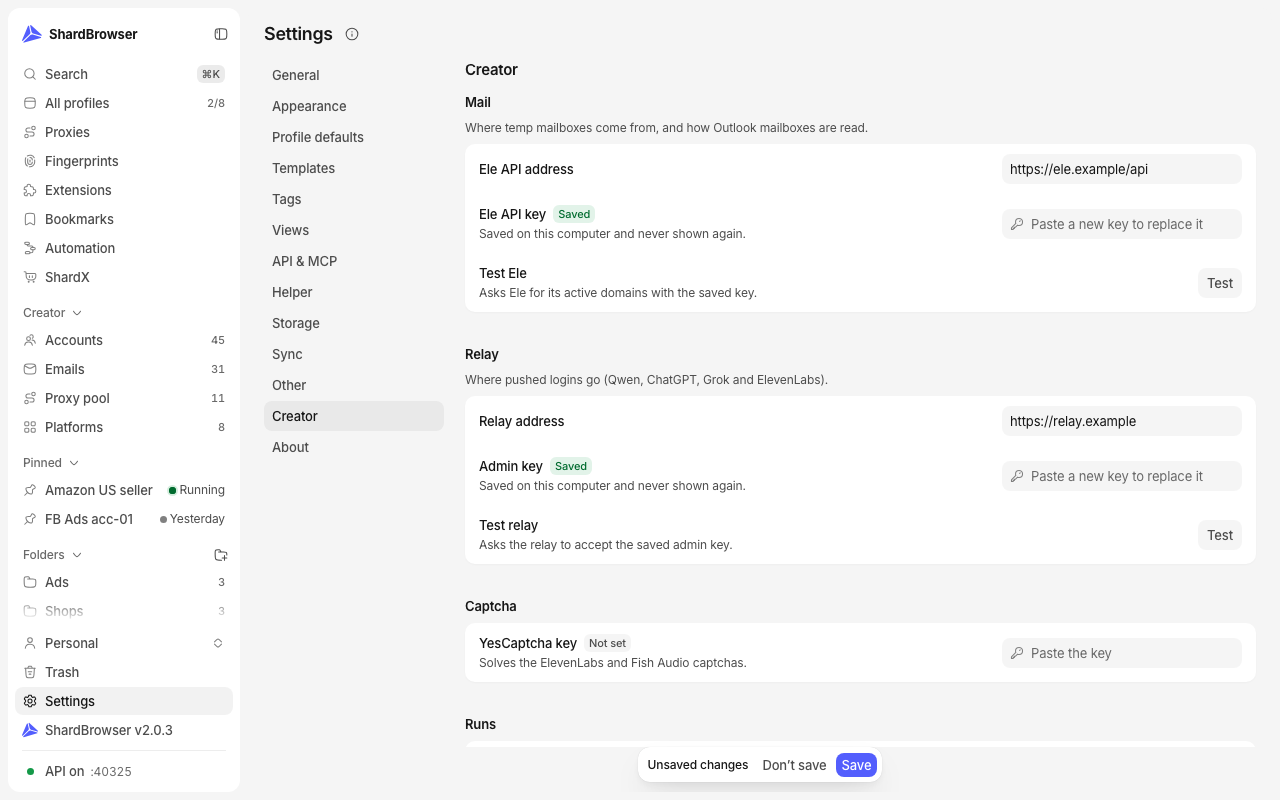 ShardBrowser
Search ⌘K
All profiles 2/8
Proxies
Fingerprints
Extensions
Bookmarks
Automation
ShardX
Creator
Accounts 45
Emails 31
Proxy pool 11
Platforms 8
Pinned
Amazon US seller Running
FB Ads acc-01 Yesterday
Folders
Ads 3
Shops 3
Personal
Trash
Settings
ShardBrowser v2.0.3
API on :40325
Settings
General
Appearance
Profile defaults
Templates
Tags
Views
API & MCP
Helper
Storage
Sync
Other
Creator
About
Creator
Mail
Where temp mailboxes come from, and how Outlook mailboxes are read.
Ele API address https://ele.example/api
Ele API key Saved
Saved on this computer and never shown again.
Paste a new key to replace it
Test Ele
Asks Ele for its active domains with the saved key.
Test
Relay
Where pushed logins go (Qwen, ChatGPT, Grok and ElevenLabs).
Relay address https://relay.example
Admin key Saved
Saved on this computer and never shown again.
Paste a new key to replace it
Test relay
Asks the relay to accept the saved admin key.
Test
Captcha
YesCaptcha key Not set
Solves the ElevenLabs and Fish Audio captchas.
Paste the key
Runs
Unsaved changes Don’t save Save